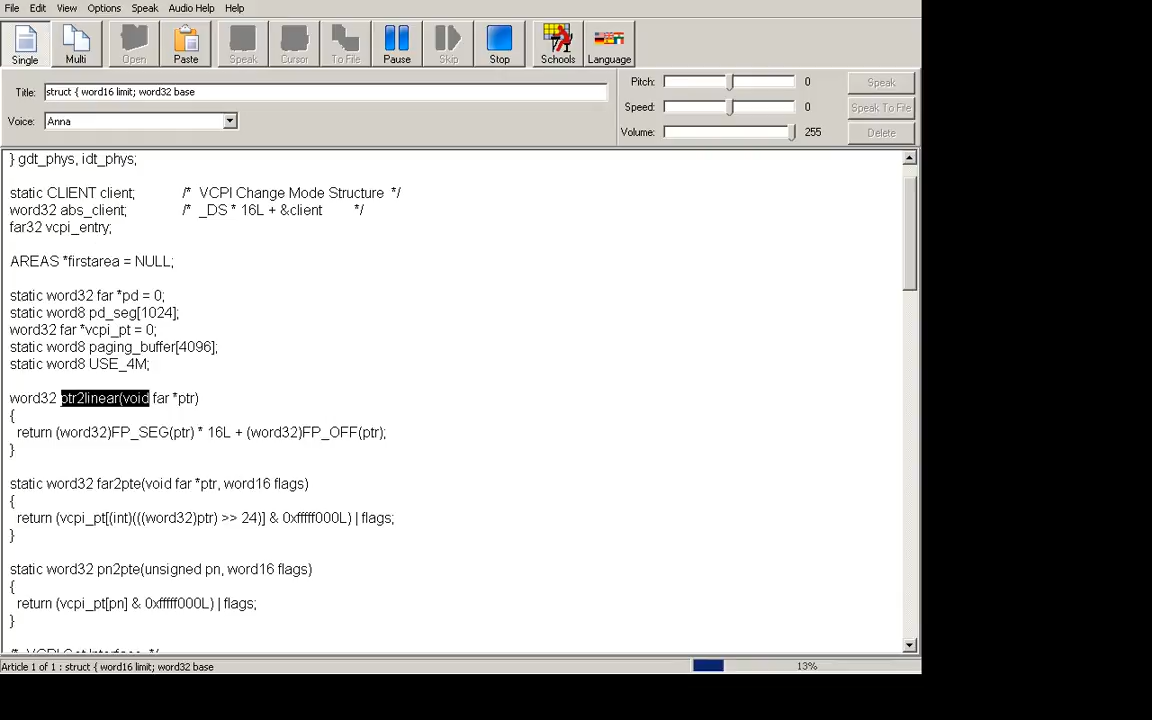 File Edit View Options Speak Audio Help Help
Single Multi Open Paste Speak Cursor To File Pause Skip Stop Schools Language
Title: struct { word16 limit; word32 base
Voice: Anna
Pitch: 0 Speak
Speed: 0 Speak To File
Volume: 255 Delete
} gdt_phys, idt_phys;
static CLIENT client; /* VCPI Change Mode Structure */
word32 abs_client; /* _DS * 16L + &client */
far32 vcpi_entry;
AREAS *firstarea = NULL;
static word32 far *pd = 0;
static word8 pd_seg[1024];
word32 far *vcpi_pt = 0;
static word8 paging_buffer[4096];
static word8 USE_4M;
word32 ptr2linear(void far *ptr)
{
return (word32)FP_SEG(ptr) * 16L + (word32)FP_OFF(ptr);
}
static word32 far2pte(void far *ptr, word16 flags)
{
return (vcpi_pt[(int)(((word32)ptr) >> 24)] & 0xfffff000L) | flags;
}
static word32 pn2pte(unsigned pn, word16 flags)
{
return (vcpi_pt[pn] & 0xfffff000L) | flags;
}
/* VCPI Get Interface */
Article 1 of 1 : struct { word16 limit; word32 base 13%